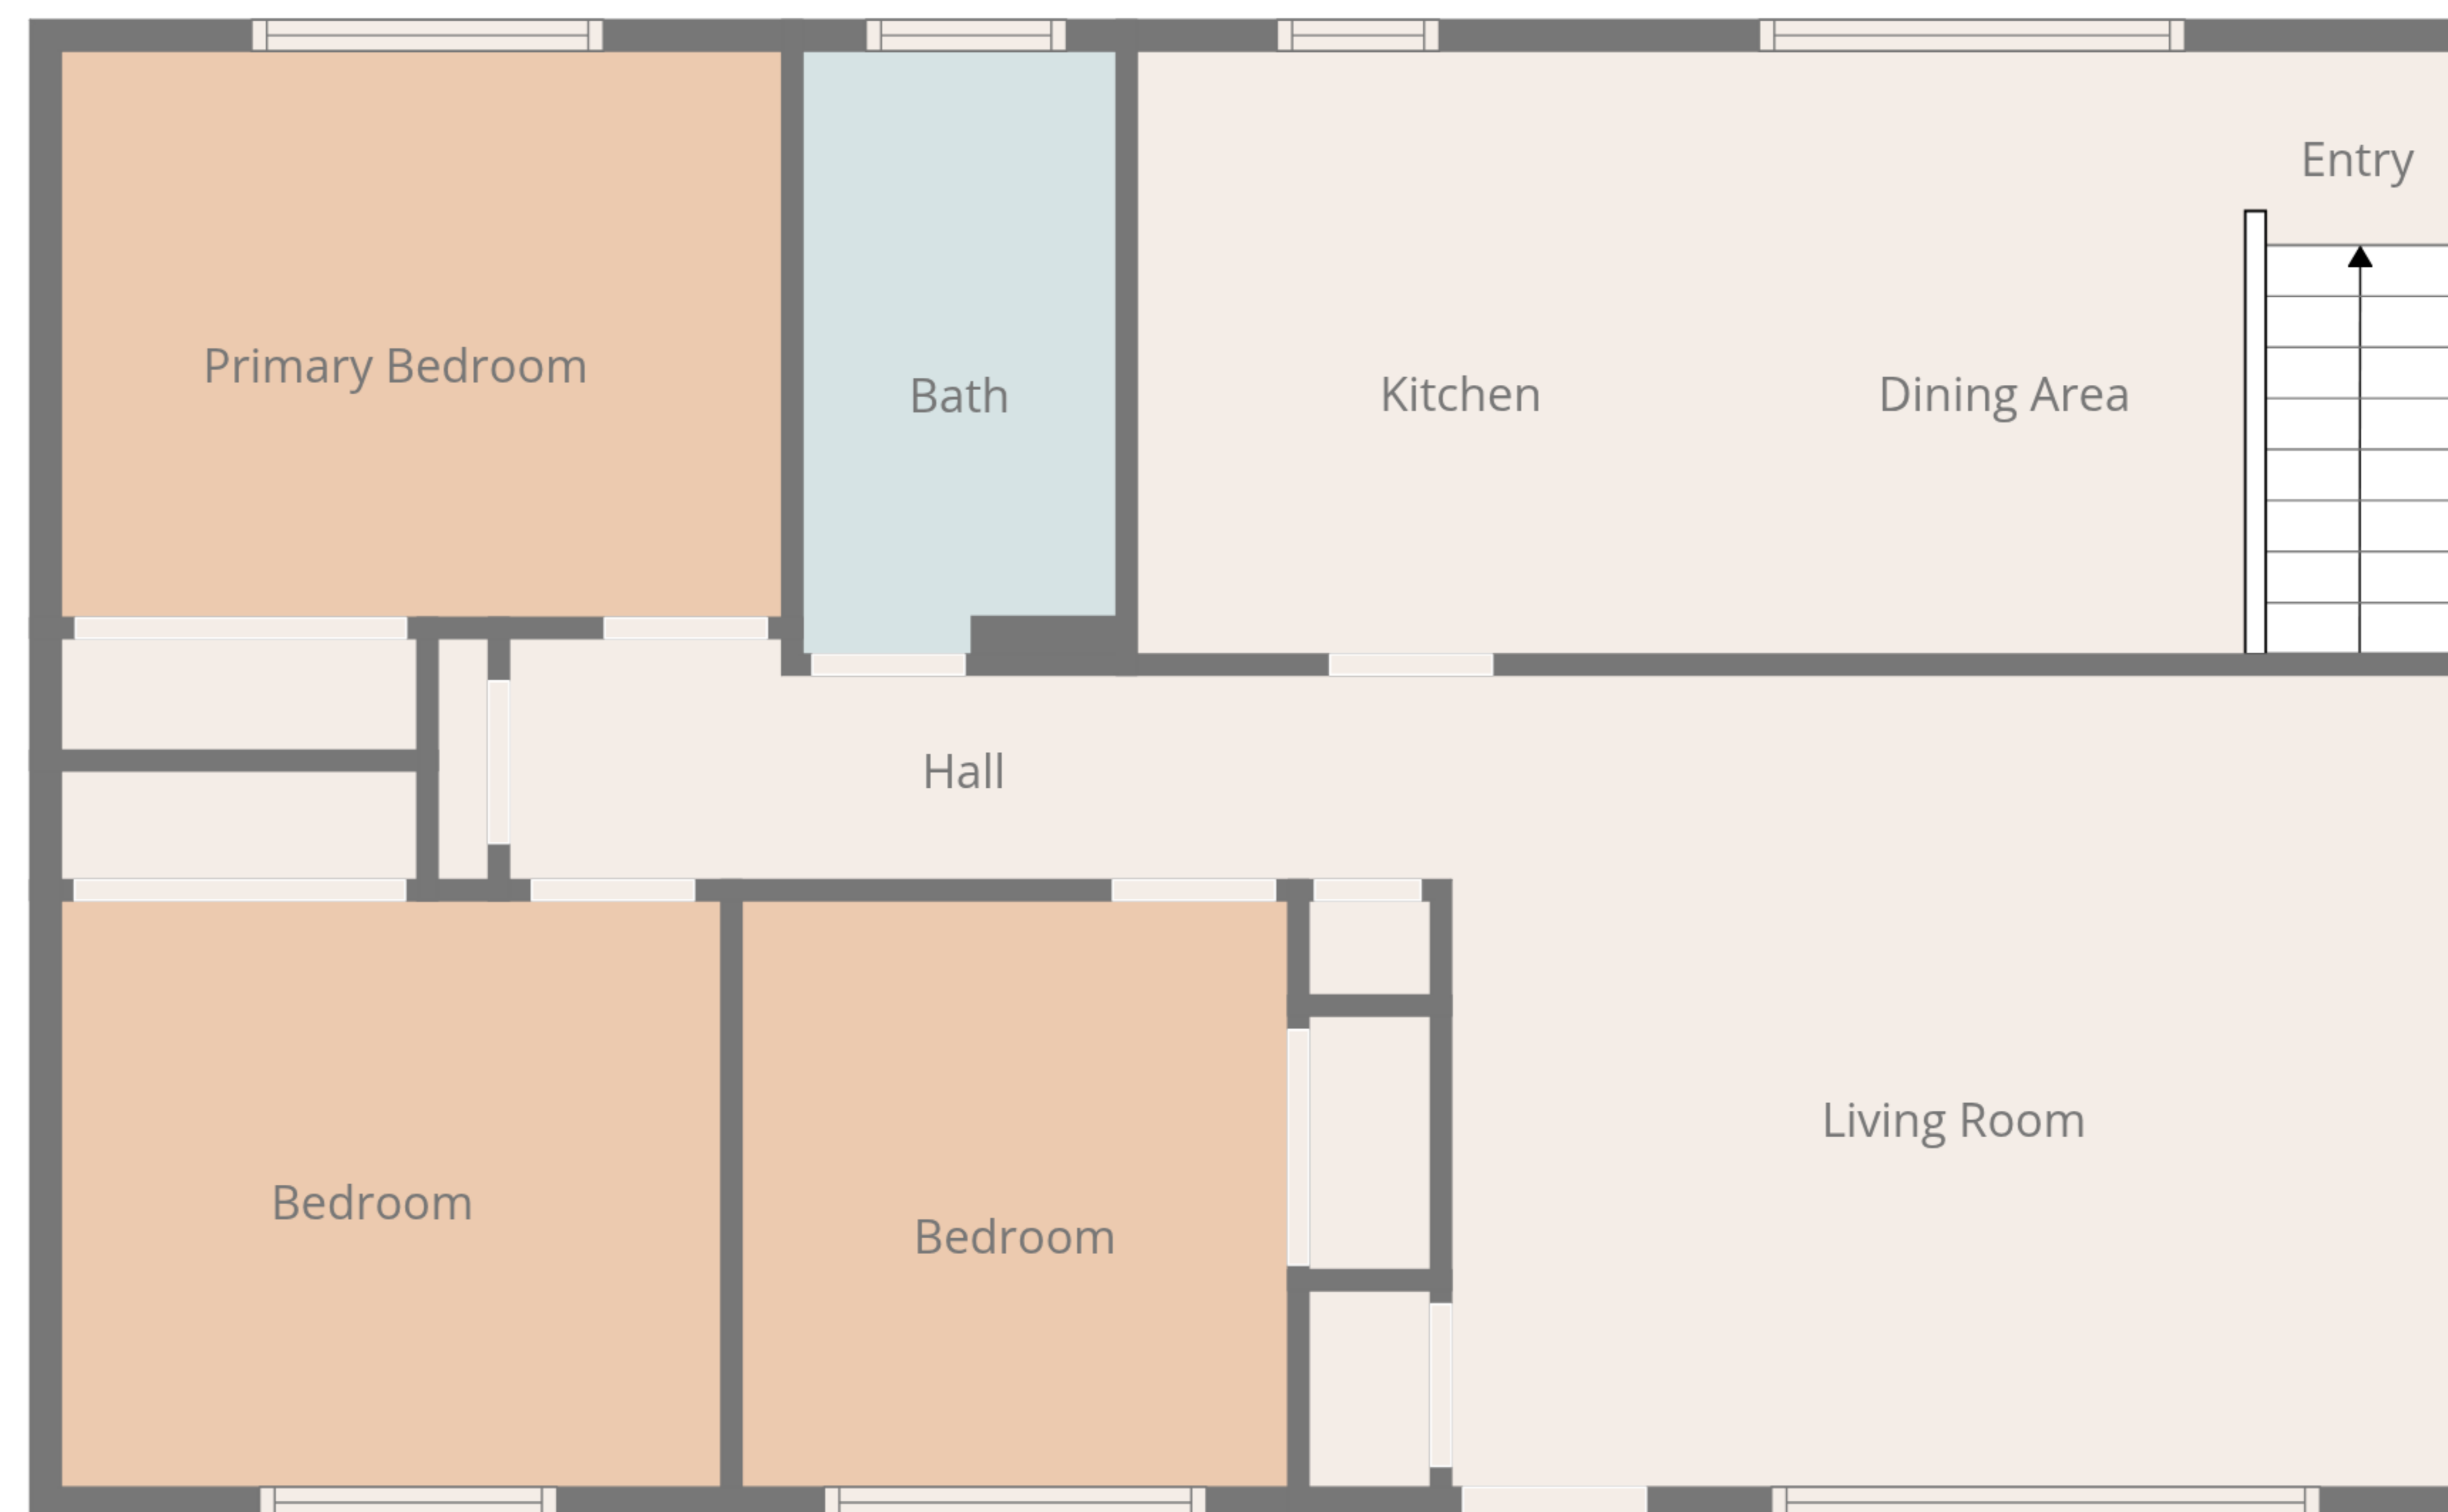 Entry
Primary Bedroom
Bath
Kitchen
Dining Area
Hall
Living Room
Bedroom
Bedroom